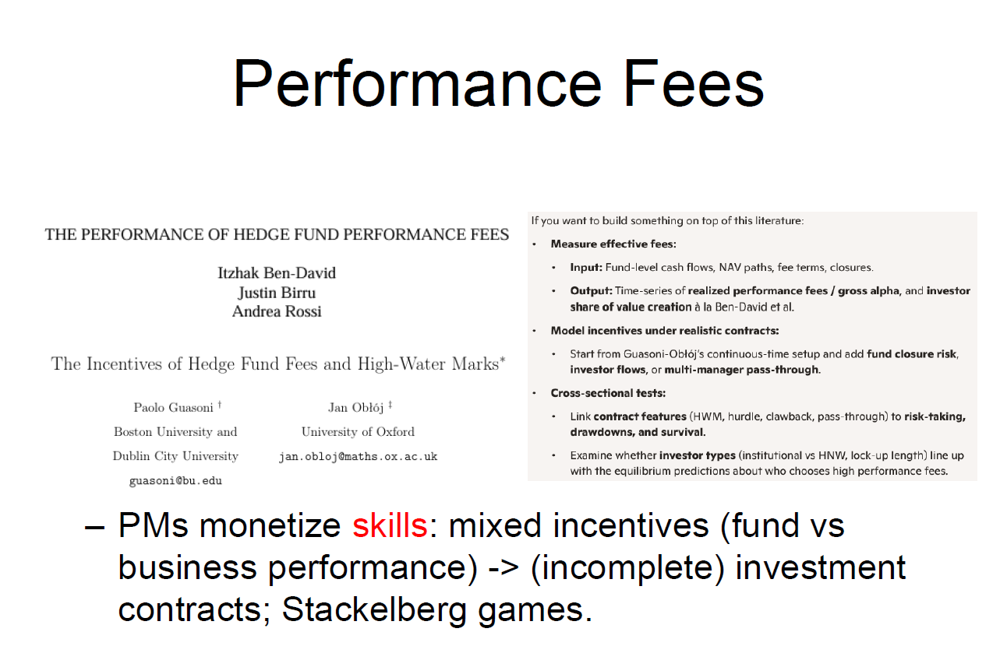 Performance Fees
THE PERFORMANCE OF HEDGE FUND PERFORMANCE FEES
Itzhak Ben-David
Justin Birru
Andrea Rossi
The Incentives of Hedge Fund Fees and High-Water Marks*
Paolo Guasoni †
Boston University and
Dublin City University
guasoni@bu.edu
Jan Obłój ‡
University of Oxford
jan.obloj@maths.ox.ac.uk
If you want to build something on top of this literature:
• Measure effective fees:
• Input: Fund-level cash flows, NAV paths, fee terms, closures.
• Output: Time-series of realized performance fees / gross alpha, and investor
share of value creation à la Ben-David et al.
• Model incentives under realistic contracts:
• Start from Guasoni-Obłój's continuous-time setup and add fund closure risk,
investor flows, or multi-manager pass-through.
• Cross-sectional tests:
• Link contract features (HWM, hurdle, clawback, pass-through) to risk-taking,
drawdowns, and survival.
• Examine whether investor types (institutional vs HNW, lock-up length) line up
with the equilibrium predictions about who chooses high performance fees.
– PMs monetize skills: mixed incentives (fund vs
business performance) -> (incomplete) investment
contracts; Stackelberg games.